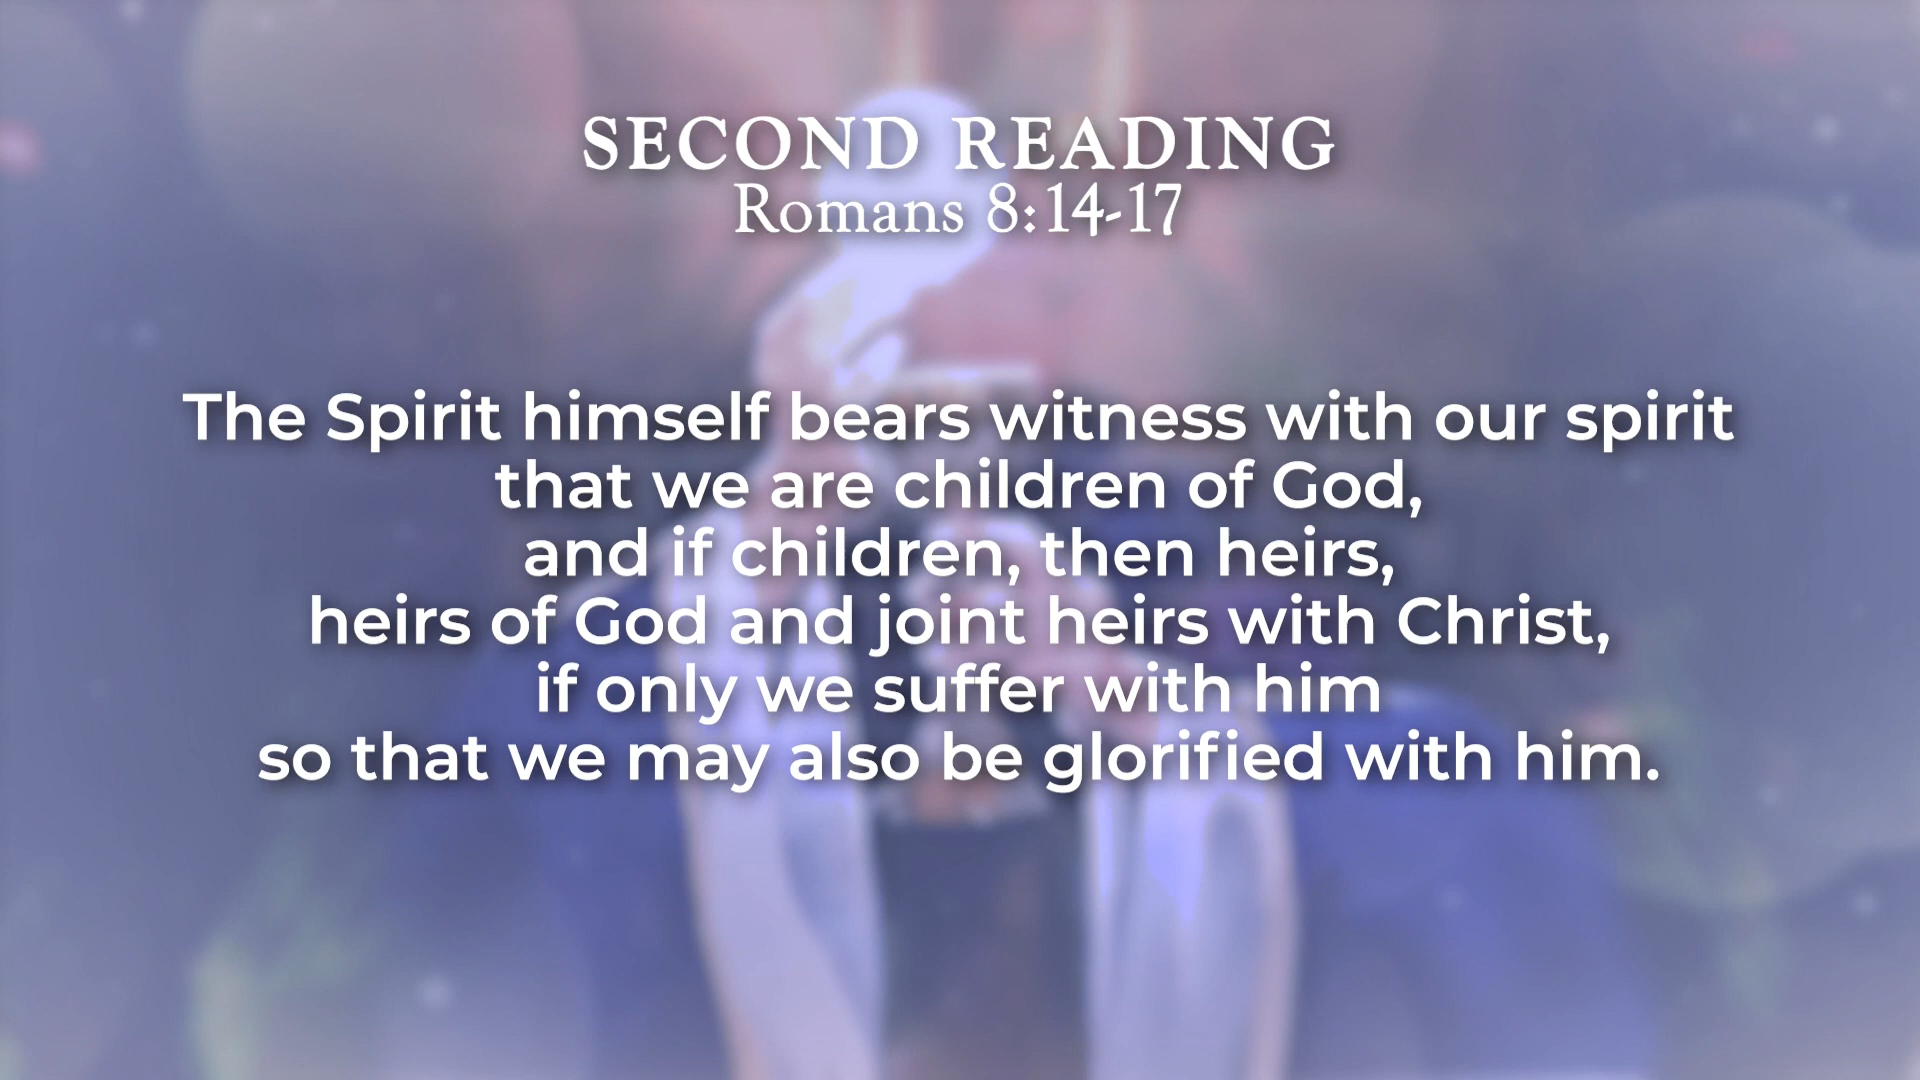 SECOND READING
Romans 8:14-17
The Spirit himself bears witness with our spirit
that we are children of God,
and if children, then heirs,
heirs of God and joint heirs with Christ,
if only we suffer with him
so that we may also be glorified with him.